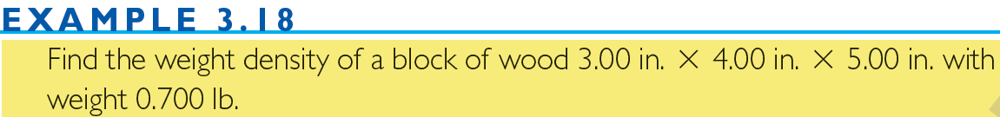 EXAMPLE 3.18
Find the weight density of a block of wood 3.00 in. × 4.00 in. × 5.00 in. with
weight 0.700 lb.